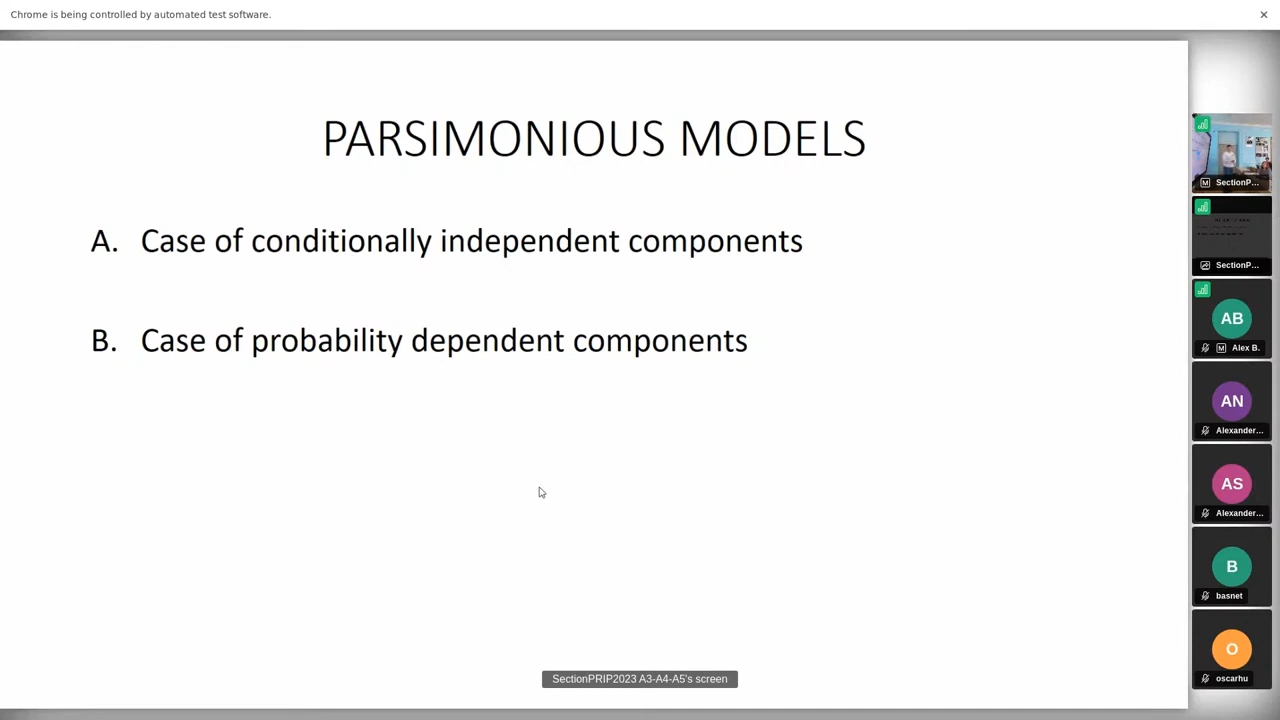 Chrome is being controlled by automated test software.
PARSIMONIOUS MODELS
A. Case of conditionally independent components
B. Case of probability dependent components
SectionPRIP2023 A3-A4-A5's screen
M SectionP...
SectionP...
AB
M Alex B.
AN
Alexander...
AS
Alexander...
B
basnet
O
oscarhu